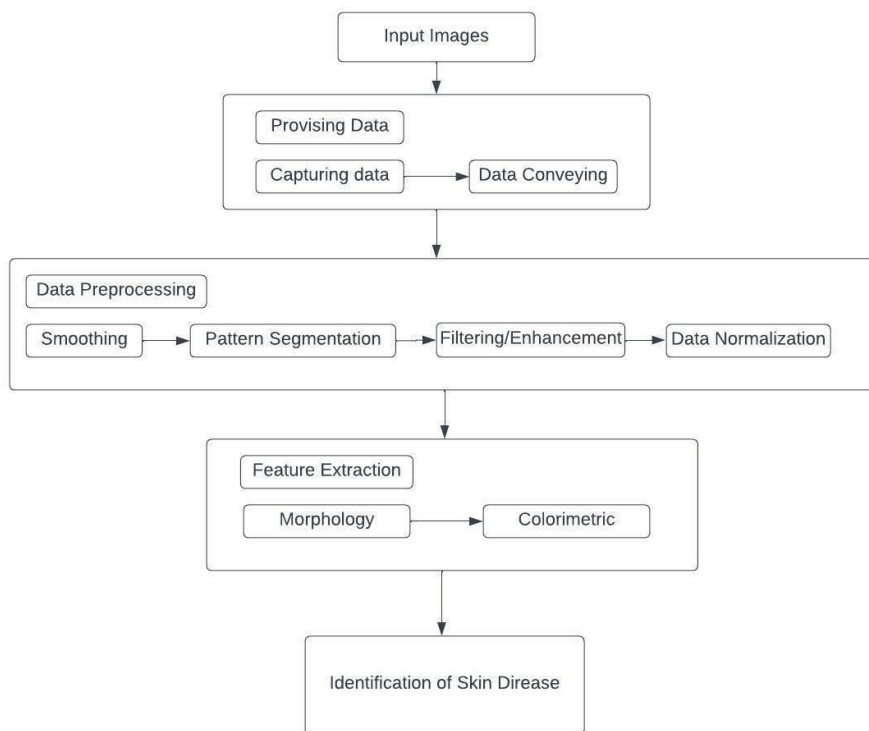 Input Images
Provising Data
Capturing data
Data Conveying
Data Preprocessing
Smoothing
Pattern Segmentation
Filtering/Enhancement
Data Normalization
Feature Extraction
Morphology
Colorimetric
Identification of Skin Direase